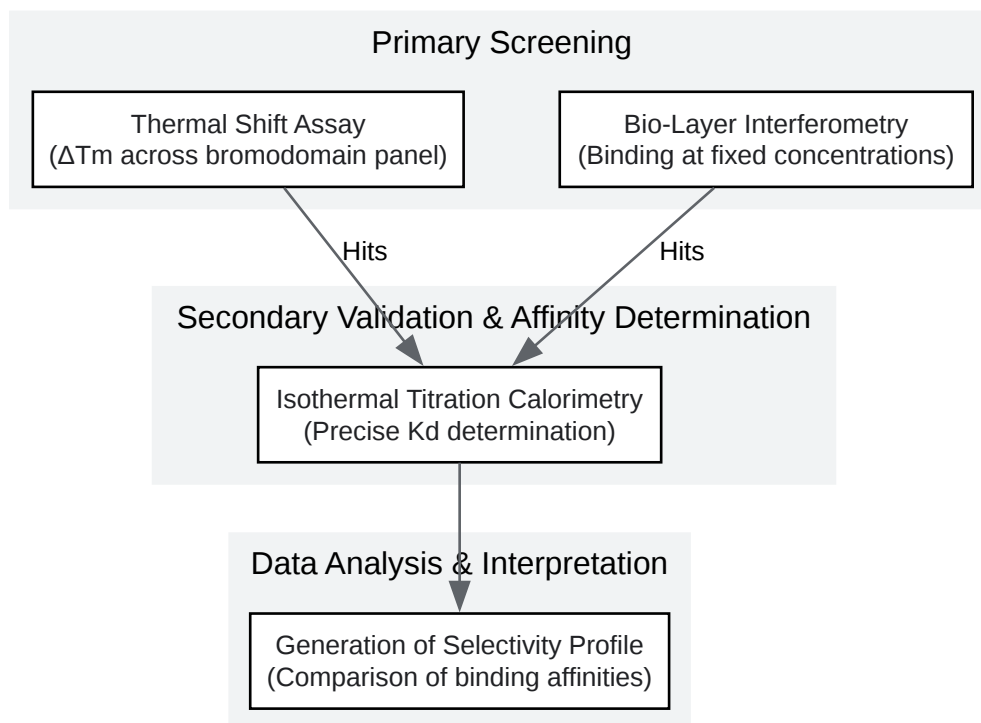 Primary Screening
Thermal Shift Assay
(ΔTm across bromodomain panel)
Bio-Layer Interferometry
(Binding at fixed concentrations)
Hits
Hits
Secondary Validation & Affinity Determination
Isothermal Titration Calorimetry
(Precise Kd determination)
Data Analysis & Interpretation
Generation of Selectivity Profile
(Comparison of binding affinities)